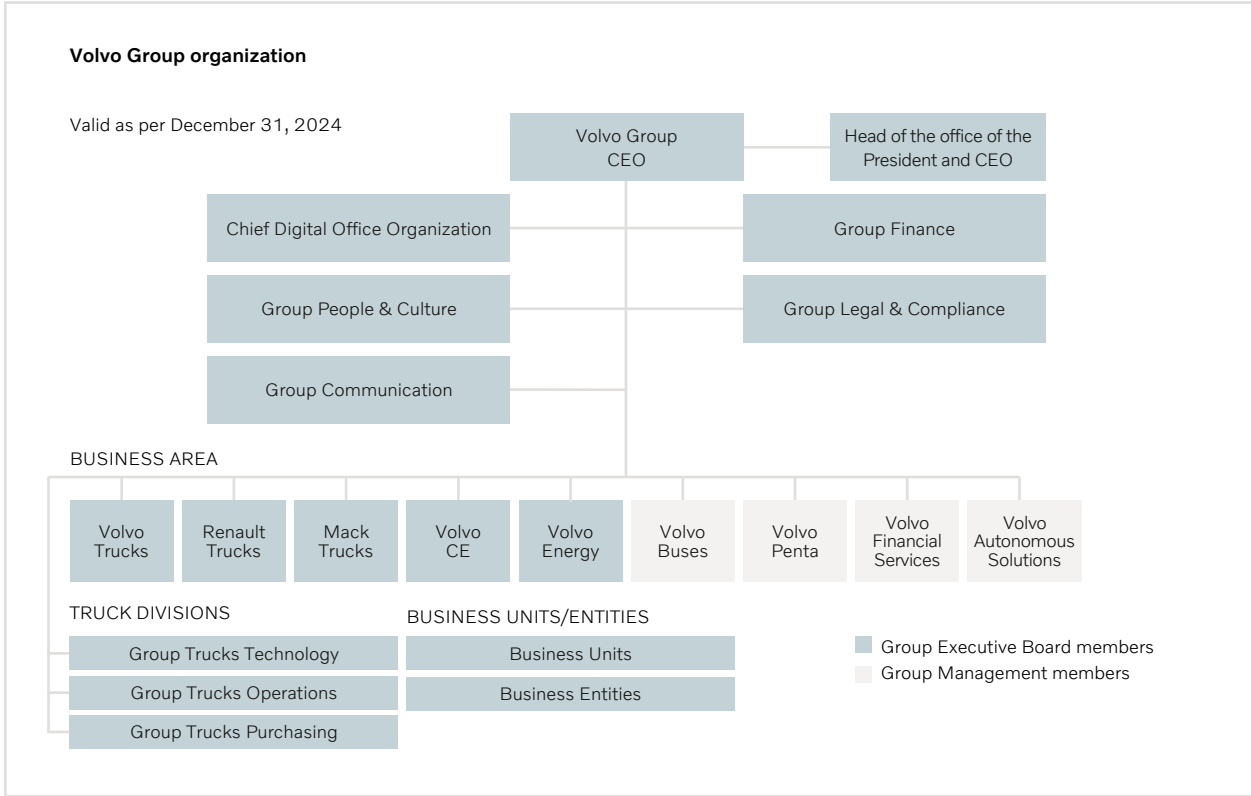 Volvo Group organization
Valid as per December 31, 2024
Volvo Group
CEO
Head of the office of the
President and CEO
Chief Digital Office Organization
Group Finance
Group People & Culture
Group Legal & Compliance
Group Communication
BUSINESS AREA
Volvo
Trucks
Renault
Trucks
Mack
Trucks
Volvo
CE
Volvo
Energy
Volvo
Buses
Volvo
Penta
Volvo
Financial
Services
Volvo
Autonomous
Solutions
TRUCK DIVISIONS
Group Trucks Technology
Group Trucks Operations
Group Trucks Purchasing
BUSINESS UNITS/ENTITIES
Business Units
Business Entities
Group Executive Board members
Group Management members